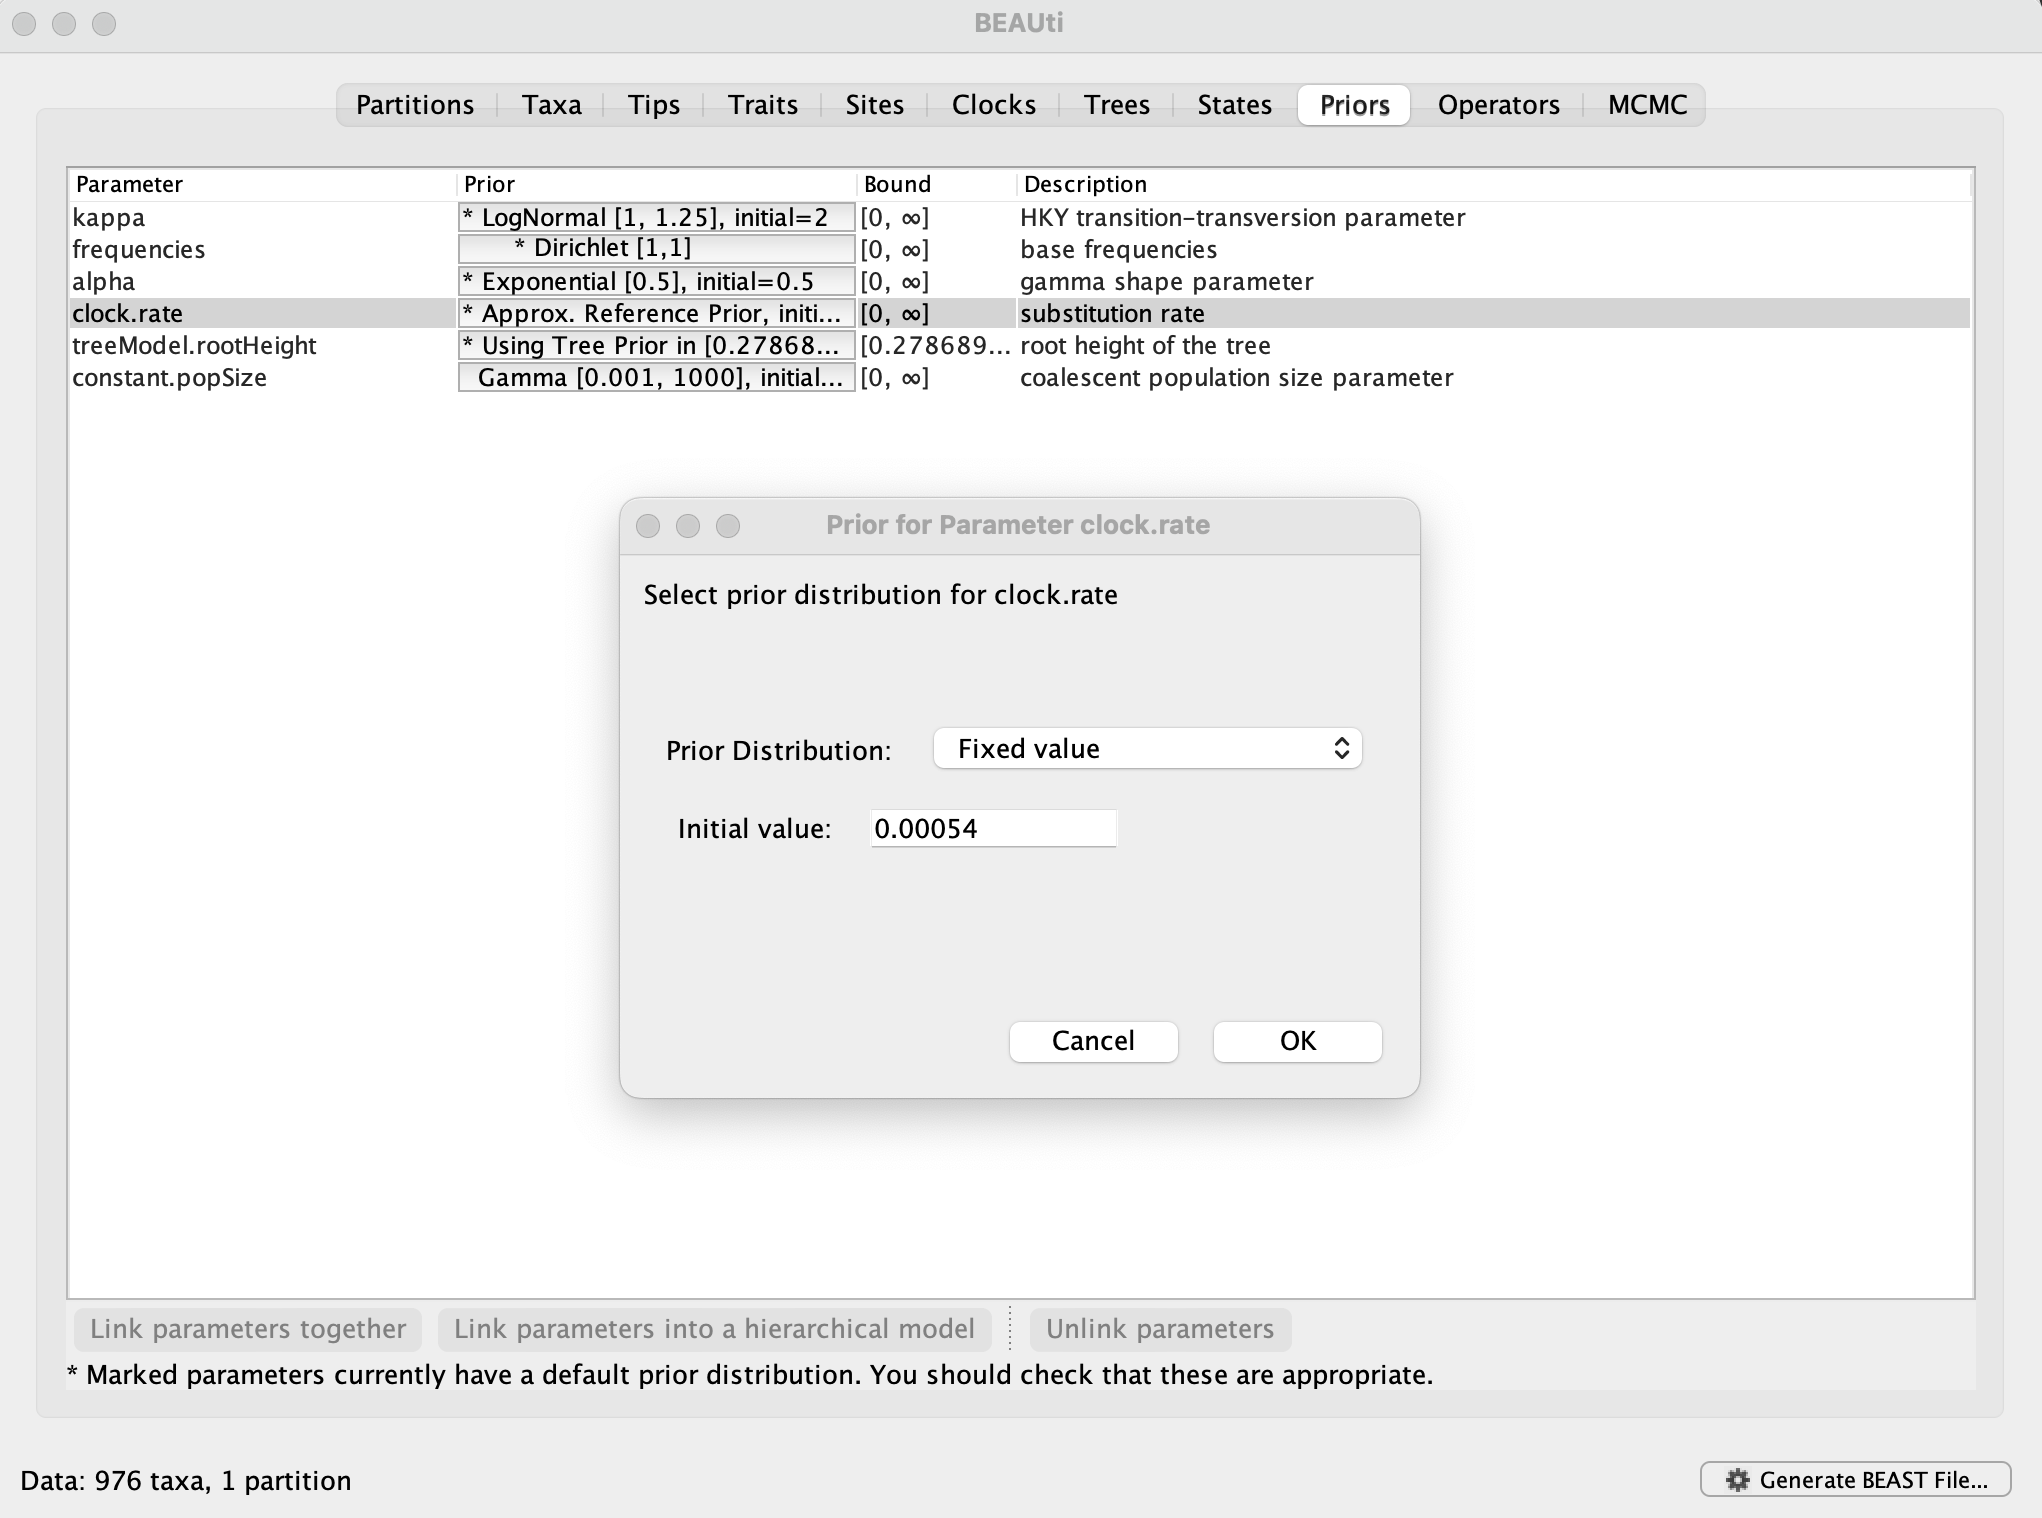 BEAUti
Partitions Taxa Tips Traits Sites Clocks Trees States Priors Operators MCMC
Parameter Prior Bound Description
kappa * LogNormal [1, 1.25], initial=2 [0, ∞] HKY transition-transversion parameter
frequencies * Dirichlet [1,1] [0, ∞] base frequencies
alpha * Exponential [0.5], initial=0.5 [0, ∞] gamma shape parameter
clock.rate * Approx. Reference Prior, initi... [0, ∞] substitution rate
treeModel.rootHeight * Using Tree Prior in [0.27868... [0.278689... root height of the tree
constant.popSize Gamma [0.001, 1000], initial... [0, ∞] coalescent population size parameter
Prior for Parameter clock.rate
Select prior distribution for clock.rate
Prior Distribution: Fixed value
Initial value: 0.00054
Cancel OK
Link parameters together Link parameters into a hierarchical model Unlink parameters
* Marked parameters currently have a default prior distribution. You should check that these are appropriate.
Data: 976 taxa, 1 partition Generate BEAST File...